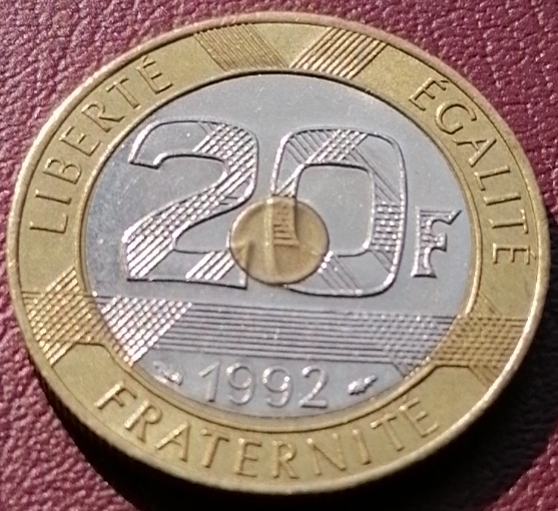 LIBERTÉ
ÉGALITÉ
20F
1992
FRATERNITÉ